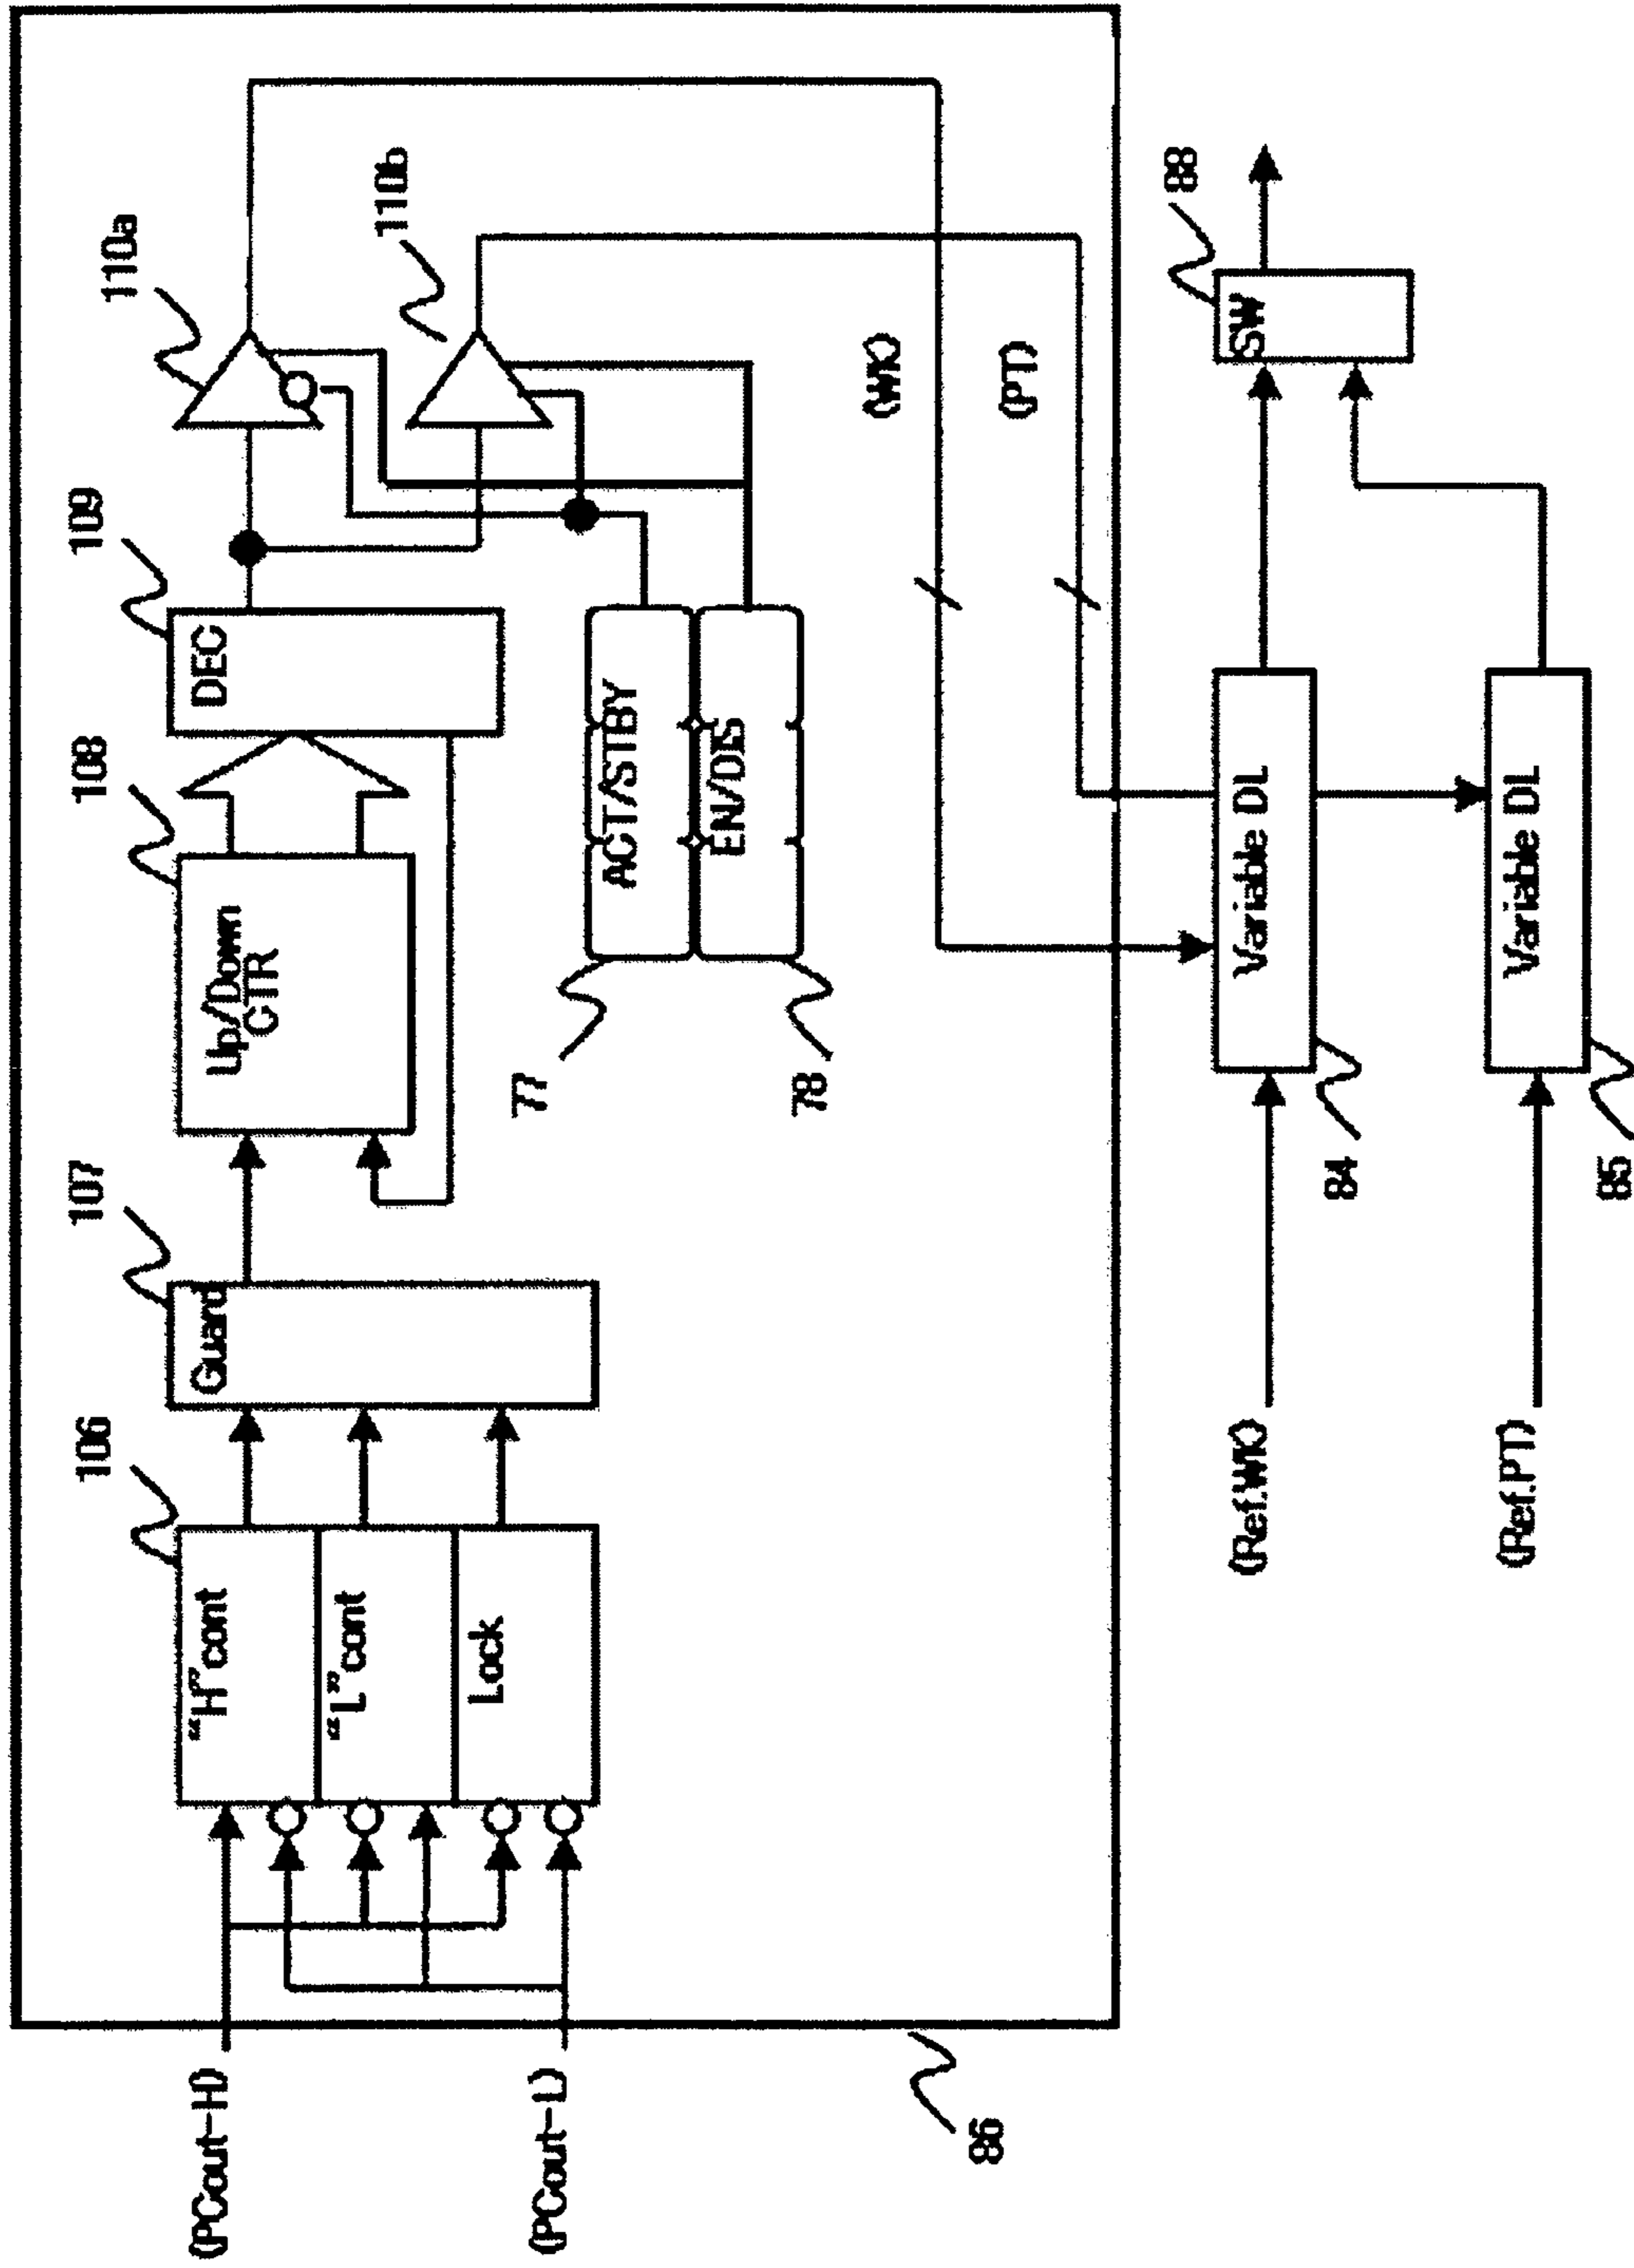 110a
110b
109
108
107
106
DEC
Up/Down
CTR
Guard
"H"cont
"L"cont
Lock
ACT/STBY
EN/DIS
77
78
(PCout-H)
(PCout-L)
86
(WK)
(PT)
88
SW
Variable DL
Variable DL
84
85
(Ref.WK)
(Ref.PT)